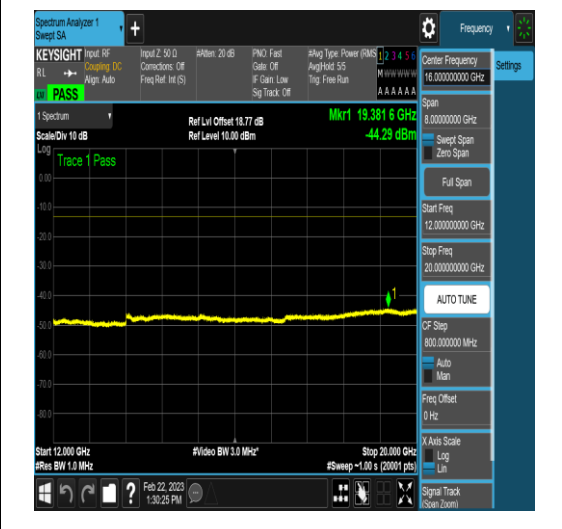 Spectrum Analyzer 1
Swept SA
Frequency
KEYSIGHT
RL
PASS
Input: RF
Coupling: DC
Align: Auto
Input Z: 50 Ω
Corrections: Off
Freq Ref: Int (S)
#Atten: 20 dB
PNO: Fast
Gate: Off
IF Gain: Low
Sig Track: Off
#Avg Type: Power (RMS)
Avg|Hold: 5/5
Trig: Free Run
1 2 3 4 5 6
M W W W W W
A A A A A A
1 Spectrum
Scale/Div 10 dB
Log
Ref Lvl Offset 18.77 dB
Ref Level 10.00 dBm
Mkr1 19.381 6 GHz
-44.29 dBm
Trace 1 Pass
0.00
-10.0
-20.0
-30.0
-40.0
-50.0
-60.0
-70.0
-80.0
1
Start 12.000 GHz
#Res BW 1.0 MHz
#Video BW 3.0 MHz*
Stop 20.000 GHz
#Sweep ~1.00 s (20001 pts)
Feb 22, 2023
1:30:25 PM
Center Frequency
16.000000000 GHz
Settings
Span
8.00000000 GHz
Swept Span
Zero Span
Full Span
Start Freq
12.000000000 GHz
Stop Freq
20.000000000 GHz
AUTO TUNE
CF Step
800.000000 MHz
Auto
Man
Freq Offset
0 Hz
X Axis Scale
Log
Lin
Signal Track
(Span Zoom)